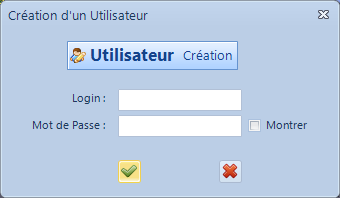 Création d'un Utilisateur
Utilisateur Création
Login :
Mot de Passe : Montrer